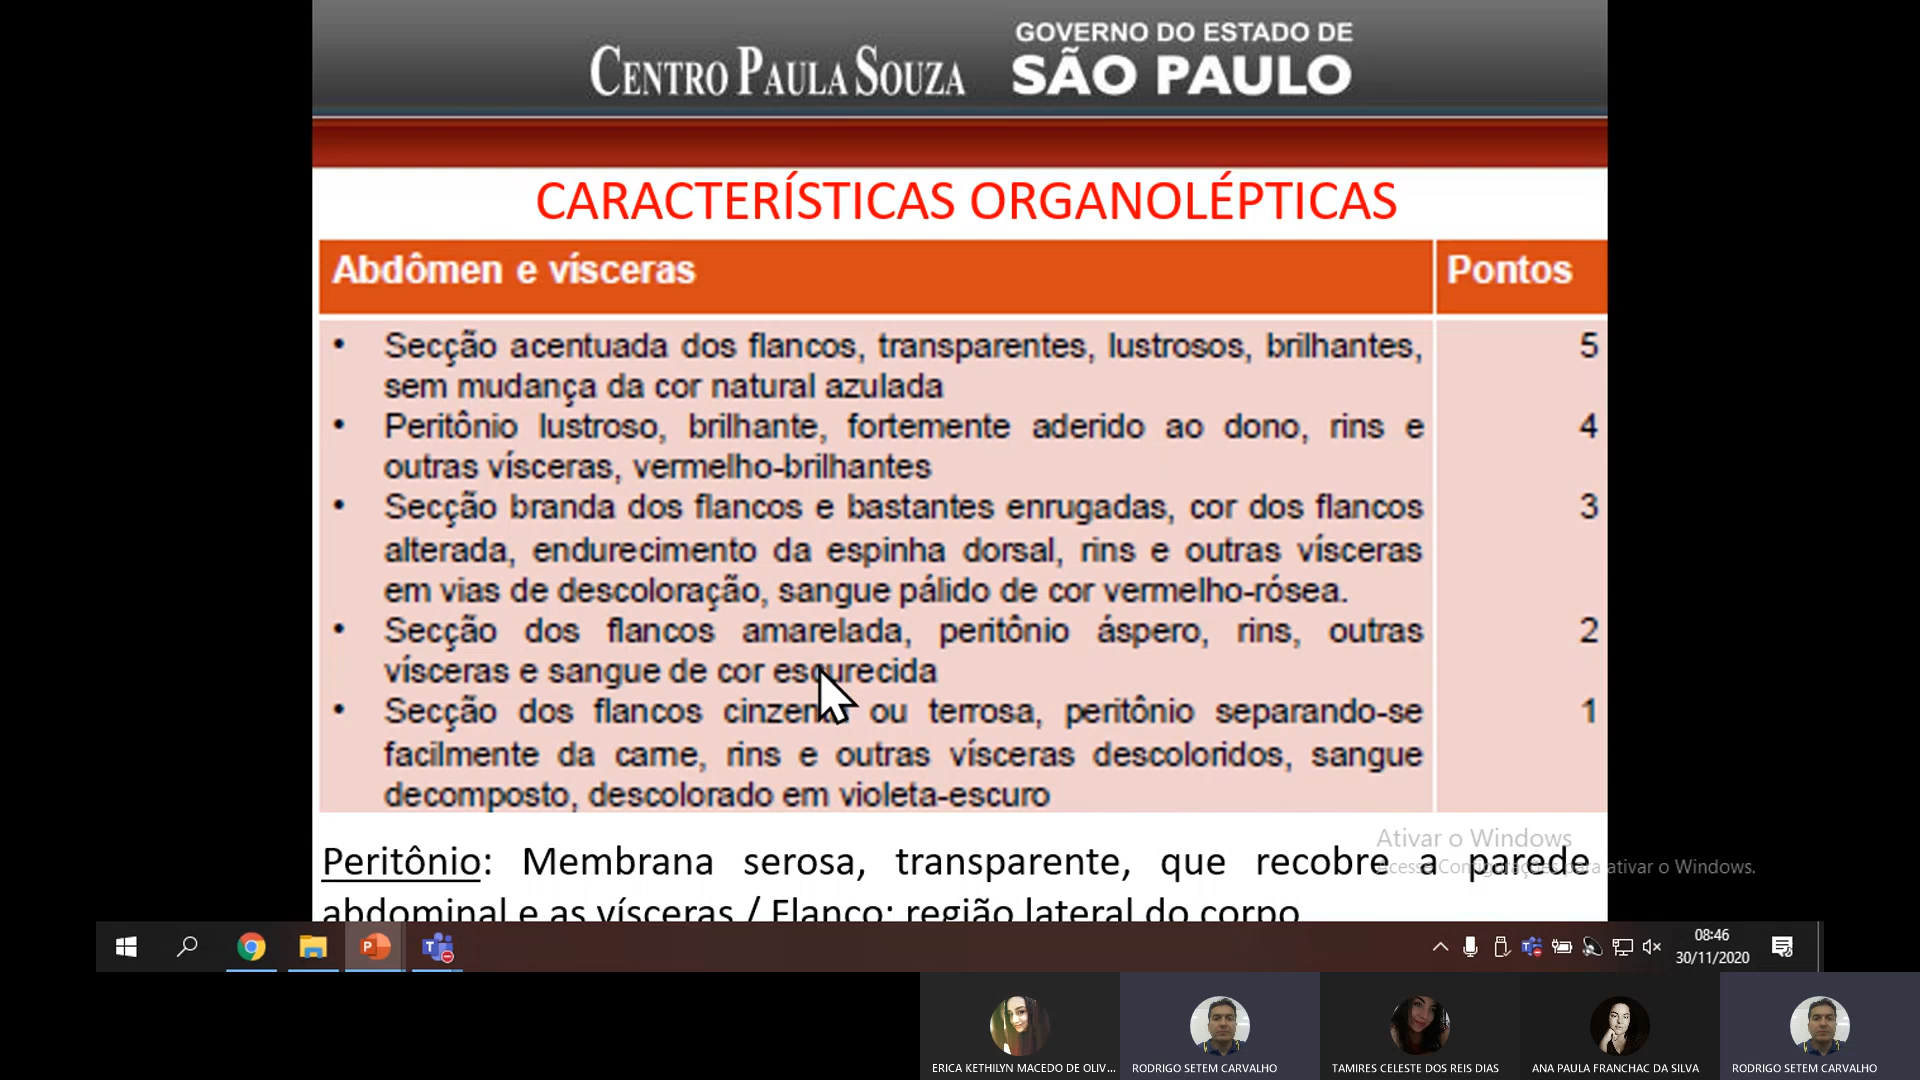 CENTRO PAULA SOUZA
GOVERNO DO ESTADO DE
SÃO PAULO
CARACTERÍSTICAS ORGANOLÉPTICAS
Abdômen e vísceras Pontos
• Secção acentuada dos flancos, transparentes, lustrosos, brilhantes, 5
sem mudança da cor natural azulada
• Peritônio lustroso, brilhante, fortemente aderido ao dono, rins e 4
outras vísceras, vermelho-brilhantes
• Secção branda dos flancos e bastantes enrugadas, cor dos flancos 3
alterada, endurecimento da espinha dorsal, rins e outras vísceras
em vias de descoloração, sangue pálido de cor vermelho-rósea.
• Secção dos flancos amarelada, peritônio áspero, rins, outras 2
vísceras e sangue de cor escurecida
• Secção dos flancos cinzenta ou terrosa, peritônio separando-se 1
facilmente da carne, rins e outras vísceras descoloridos, sangue
decomposto, descolorado em violeta-escuro
Ativar o Windows
Peritônio: Membrana serosa, transparente, que recobre a parede
Acesse Configurações para ativar o Windows.
abdominal e as vísceras / Flanco: região lateral do corpo
08:46
30/11/2020
ERICA KETHILYN MACEDO DE OLIV... RODRIGO SETEM CARVALHO TAMIRES CELESTE DOS REIS DIAS ANA PAULA FRANCHAC DA SILVA RODRIGO SETEM CARVALHO